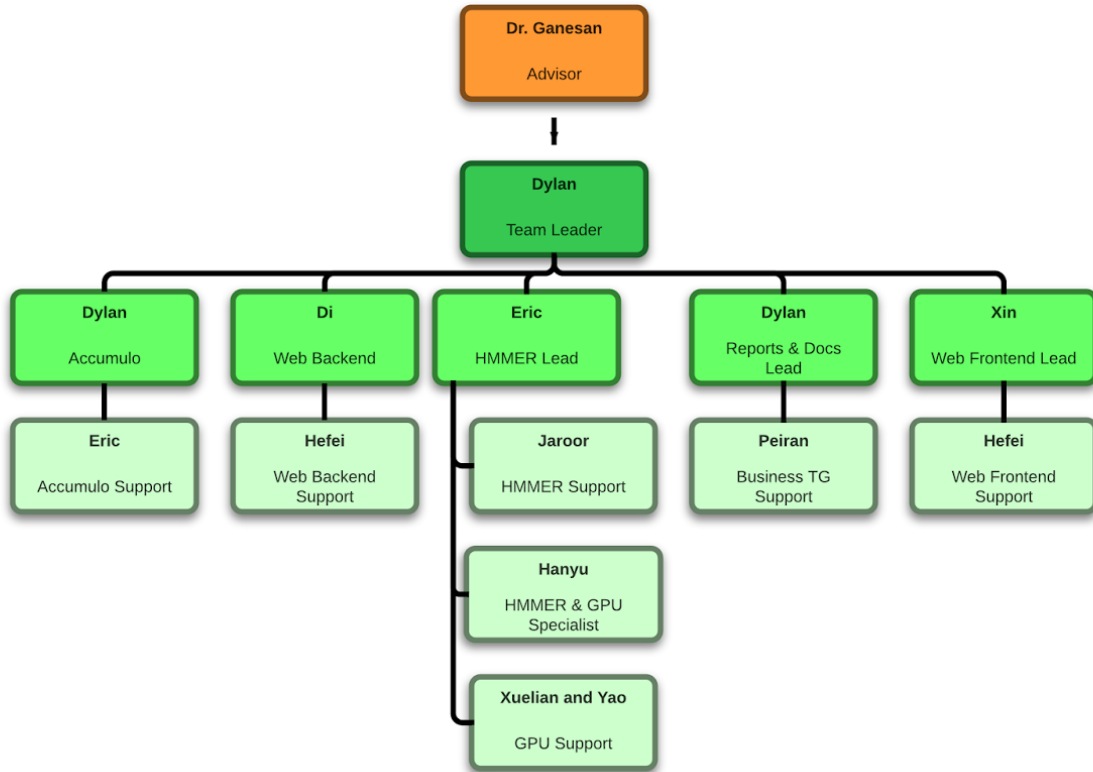 Dr. Ganesan
Advisor
Dylan
Team Leader
Dylan
Accumulo
Di
Web Backend
Eric
HMMER Lead
Dylan
Reports & Docs
Lead
Xin
Web Frontend Lead
Eric
Accumulo Support
Hefei
Web Backend
Support
Jaroor
HMMER Support
Peiran
Business TG
Support
Hefei
Web Frontend
Support
Hanyu
HMMER & GPU
Specialist
Xuelian and Yao
GPU Support